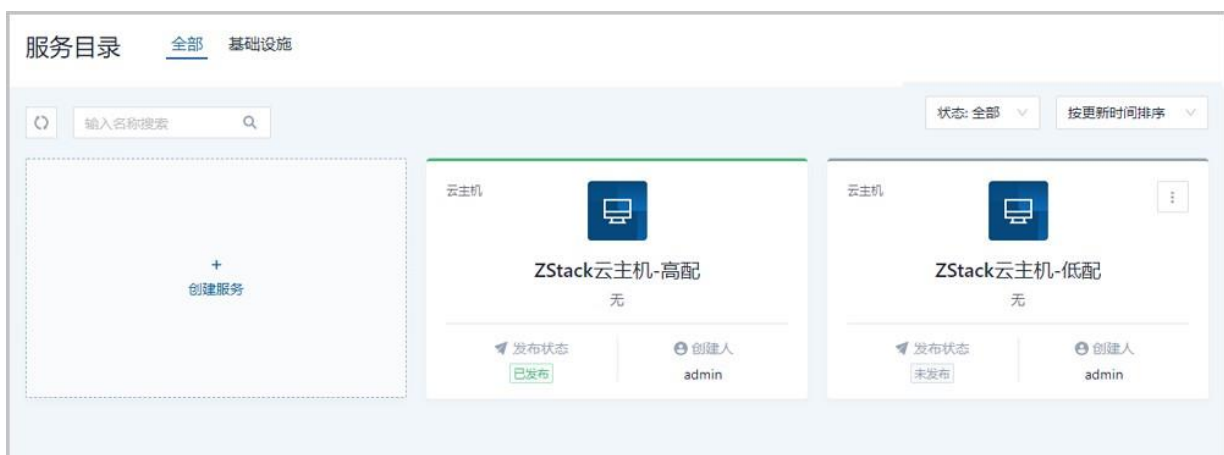 服务目录 全部 基础设施
输入名称搜索 状态: 全部 按更新时间排序
创建服务
云主机
ZStack云主机-高配
无
发布状态 创建人
已发布 admin
云主机
ZStack云主机-低配
无
发布状态 创建人
未发布 admin